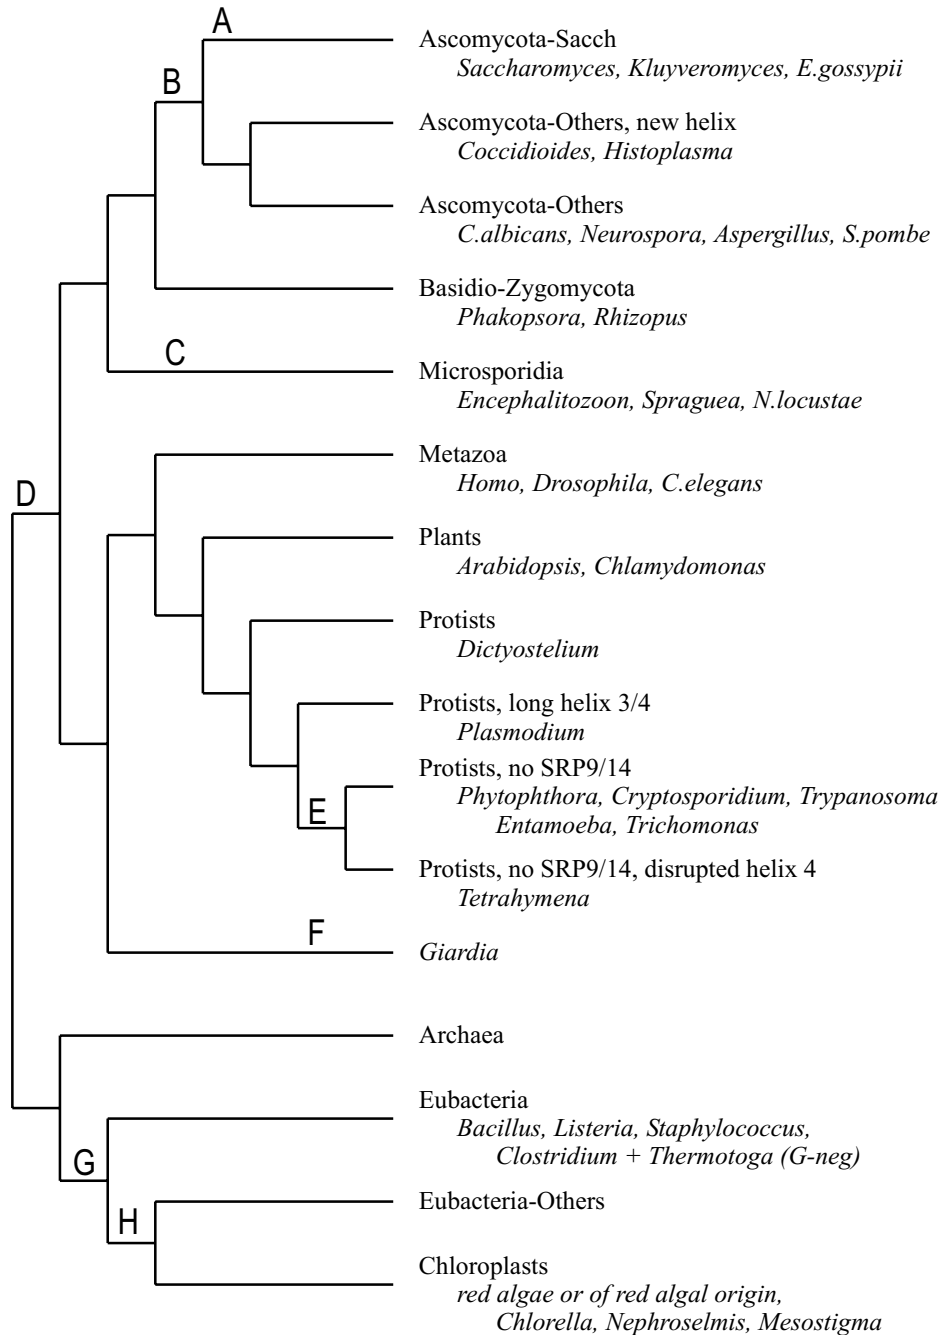 A
Ascomycota-Sacch
Saccharomyces, Kluyveromyces, E.gossypii
B
Ascomycota-Others, new helix
Coccidioides, Histoplasma
Ascomycota-Others
C.albicans, Neurospora, Aspergillus, S.pombe
Basidio-Zygomycota
Phakopsora, Rhizopus
C
Microsporidia
Encephalitozoon, Spraguea, N.locustae
Metazoa
Homo, Drosophila, C.elegans
D
Plants
Arabidopsis, Chlamydomonas
Protists
Dictyostelium
Protists, long helix 3/4
Plasmodium
Protists, no SRP9/14
Phytophthora, Cryptosporidium, Trypanosoma
Entamoeba, Trichomonas
E
Protists, no SRP9/14, disrupted helix 4
Tetrahymena
F
Giardia
Archaea
Eubacteria
Bacillus, Listeria, Staphylococcus,
Clostridium + Thermotoga (G-neg)
G
Eubacteria-Others
H
Chloroplasts
red algae or of red algal origin,
Chlorella, Nephroselmis, Mesostigma